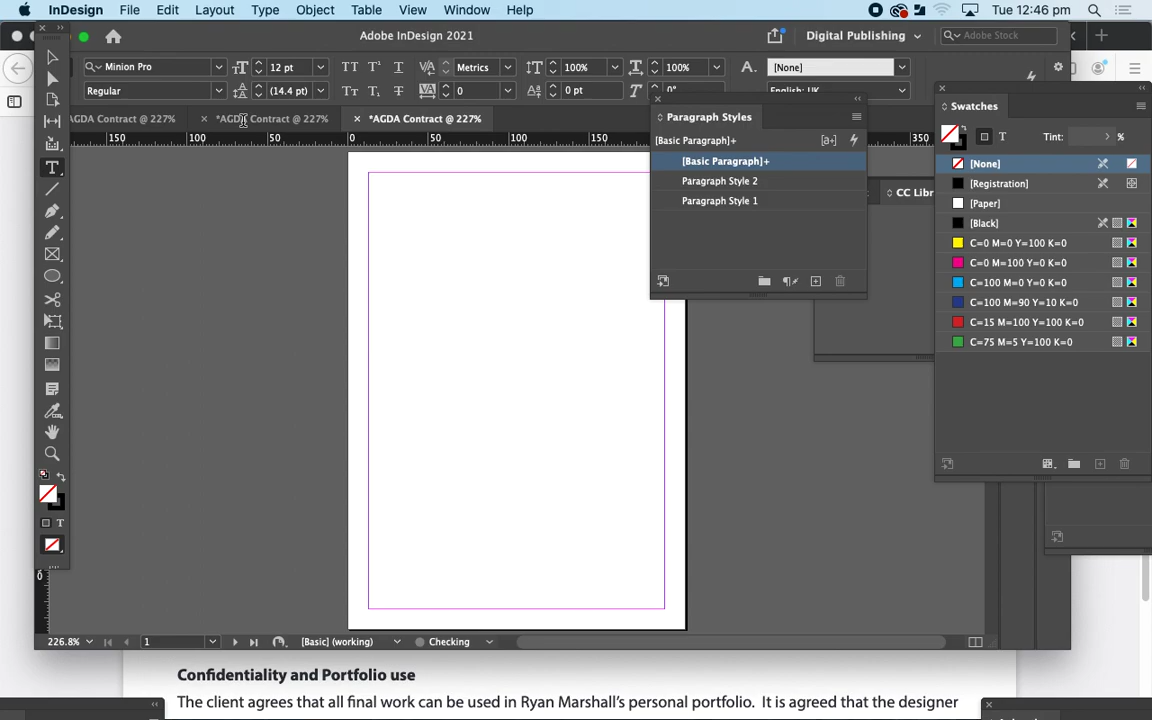 InDesign File Edit Layout Type Object Table View Window Help Tue 12:46 pm
Adobe InDesign 2021 Digital Publishing Adobe Stock
Minion Pro 12 pt Metrics 100% 100% A. [None]
Regular (14.4 pt) 0 0 pt 0° English: UK
AGDA Contract @ 227% *AGDA Contract @ 227% *AGDA Contract @ 227%
150 100 50 0 50 100 150 350
Paragraph Styles
[Basic Paragraph]+ [a+]
[Basic Paragraph]+
Paragraph Style 2
Paragraph Style 1
CC Libr
Swatches
T Tint: %
[None]
[Registration]
[Paper]
[Black]
C=0 M=0 Y=100 K=0
C=0 M=100 Y=0 K=0
C=100 M=0 Y=0 K=0
C=100 M=90 Y=10 K=0
C=15 M=100 Y=100 K=0
C=75 M=5 Y=100 K=0
0
226.8% 1 [Basic] (working) Checking
Confidentiality and Portfolio use
The client agrees that all final work can be used in Ryan Marshall's personal portfolio. It is agreed that the designer